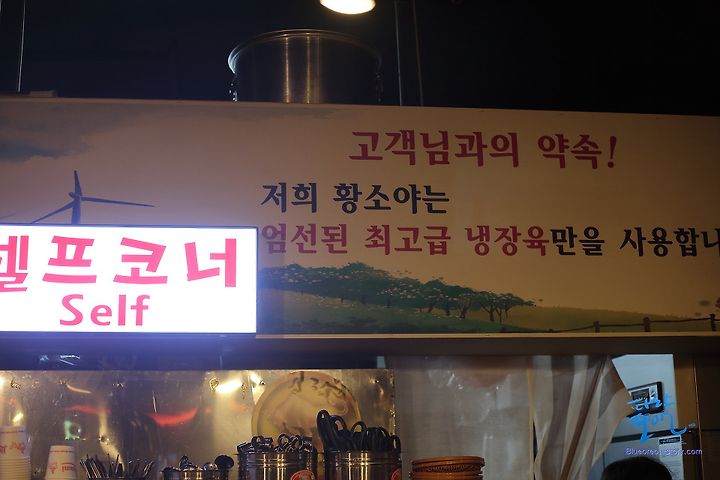 고객님과의 약속!
저희 황소야는
엄선된 최고급 냉장육만을 사용합니
셀프코너
Self